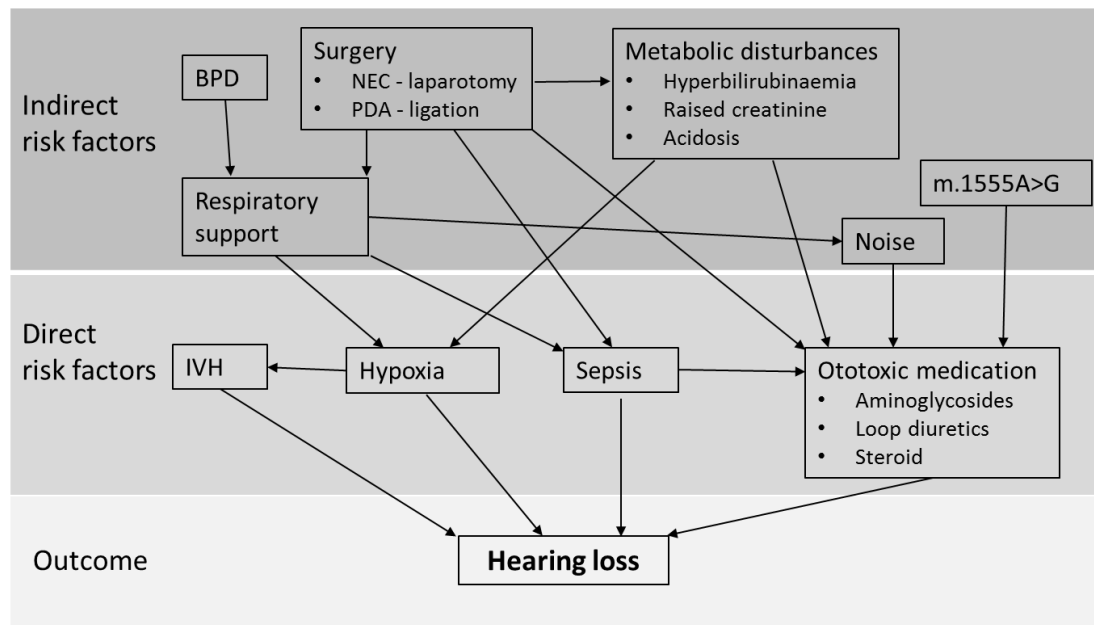 Indirect
risk factors
BPD
Surgery
• NEC - laparotomy
• PDA - ligation
Metabolic disturbances
• Hyperbilirubinaemia
• Raised creatinine
• Acidosis
m.1555A>G
Respiratory
support
Noise
Direct
risk factors
IVH
Hypoxia
Sepsis
Ototoxic medication
• Aminoglycosides
• Loop diuretics
• Steroid
Outcome
Hearing loss